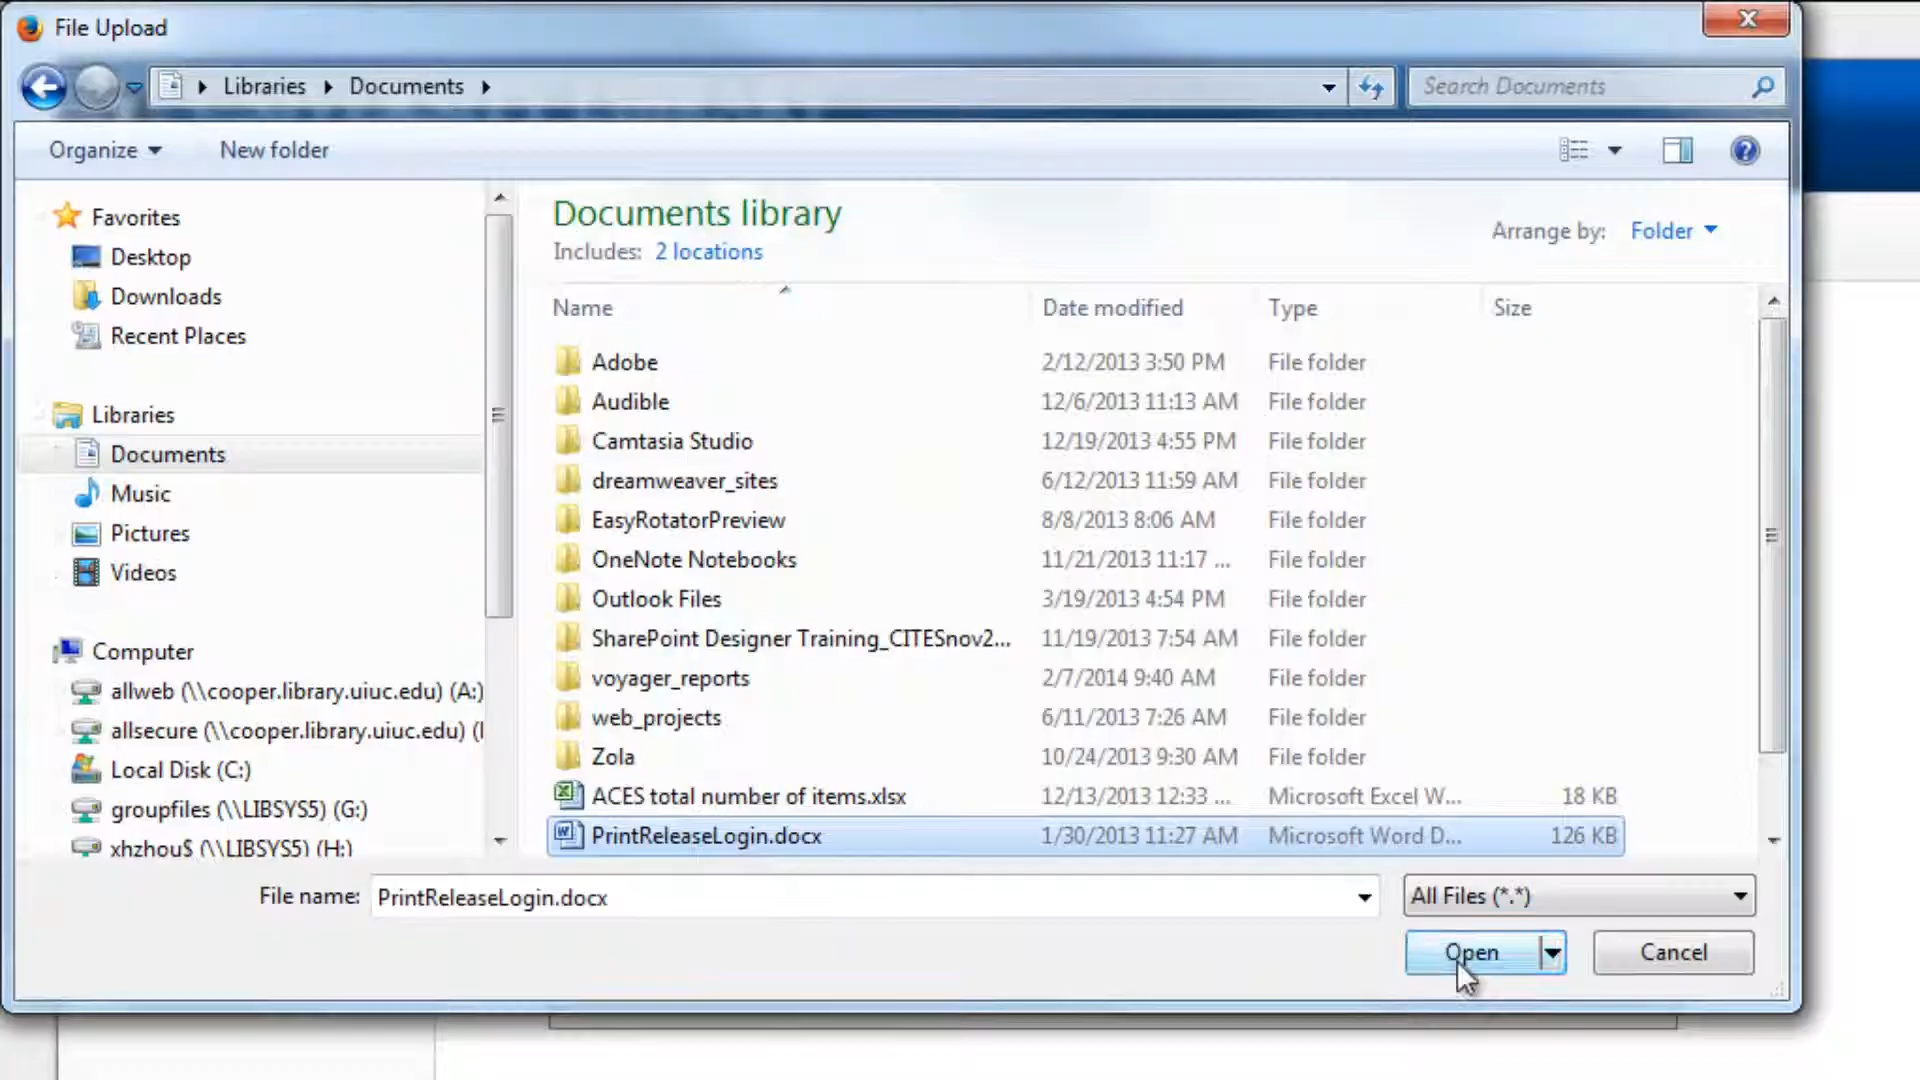 File Upload
Libraries Documents
Search Documents
Organize New folder
Favorites
Desktop
Downloads
Recent Places
Libraries
Documents
Music
Pictures
Videos
Computer
allweb (\\cooper.library.uiuc.edu) (A:)
allsecure (\\cooper.library.uiuc.edu) (
Local Disk (C:)
groupfiles (\\LIBSYS5) (G:)
xhzhou$ (\\LIBSYS5) (H:)
Documents library
Includes: 2 locations
Arrange by: Folder
Name Date modified Type Size
Adobe 2/12/2013 3:50 PM File folder
Audible 12/6/2013 11:13 AM File folder
Camtasia Studio 12/19/2013 4:55 PM File folder
dreamweaver_sites 6/12/2013 11:59 AM File folder
EasyRotatorPreview 8/8/2013 8:06 AM File folder
OneNote Notebooks 11/21/2013 11:17 ... File folder
Outlook Files 3/19/2013 4:54 PM File folder
SharePoint Designer Training_CITESnov2... 11/19/2013 7:54 AM File folder
voyager_reports 2/7/2014 9:40 AM File folder
web_projects 6/11/2013 7:26 AM File folder
Zola 10/24/2013 9:30 AM File folder
ACES total number of items.xlsx 12/13/2013 12:33 ... Microsoft Excel W... 18 KB
PrintReleaseLogin.docx 1/30/2013 11:27 AM Microsoft Word D... 126 KB
File name: PrintReleaseLogin.docx All Files (*.*)
Open Cancel